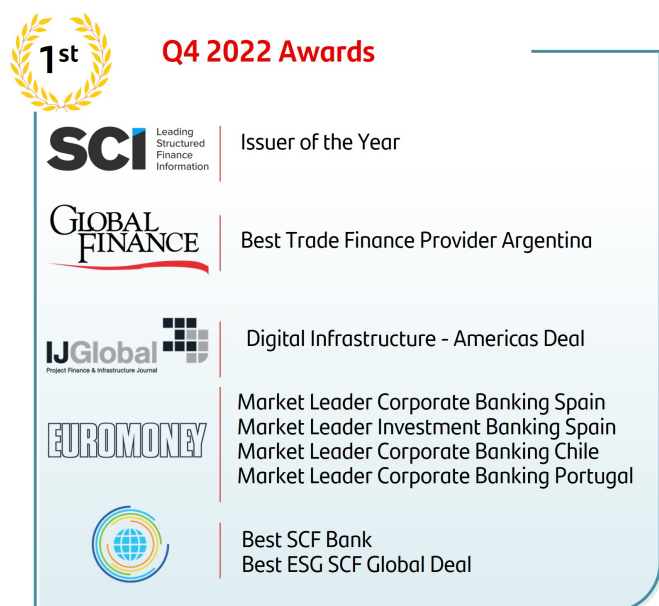 1st
Q4 2022 Awards
SCI
Leading
Structured
Finance
Information
Issuer of the Year
GLOBAL
FINANCE
Best Trade Finance Provider Argentina
IJGlobal
Project Finance & Infrastructure Journal
Digital Infrastructure - Americas Deal
EUROMONEY
Market Leader Corporate Banking Spain
Market Leader Investment Banking Spain
Market Leader Corporate Banking Chile
Market Leader Corporate Banking Portugal
Best SCF Bank
Best ESG SCF Global Deal